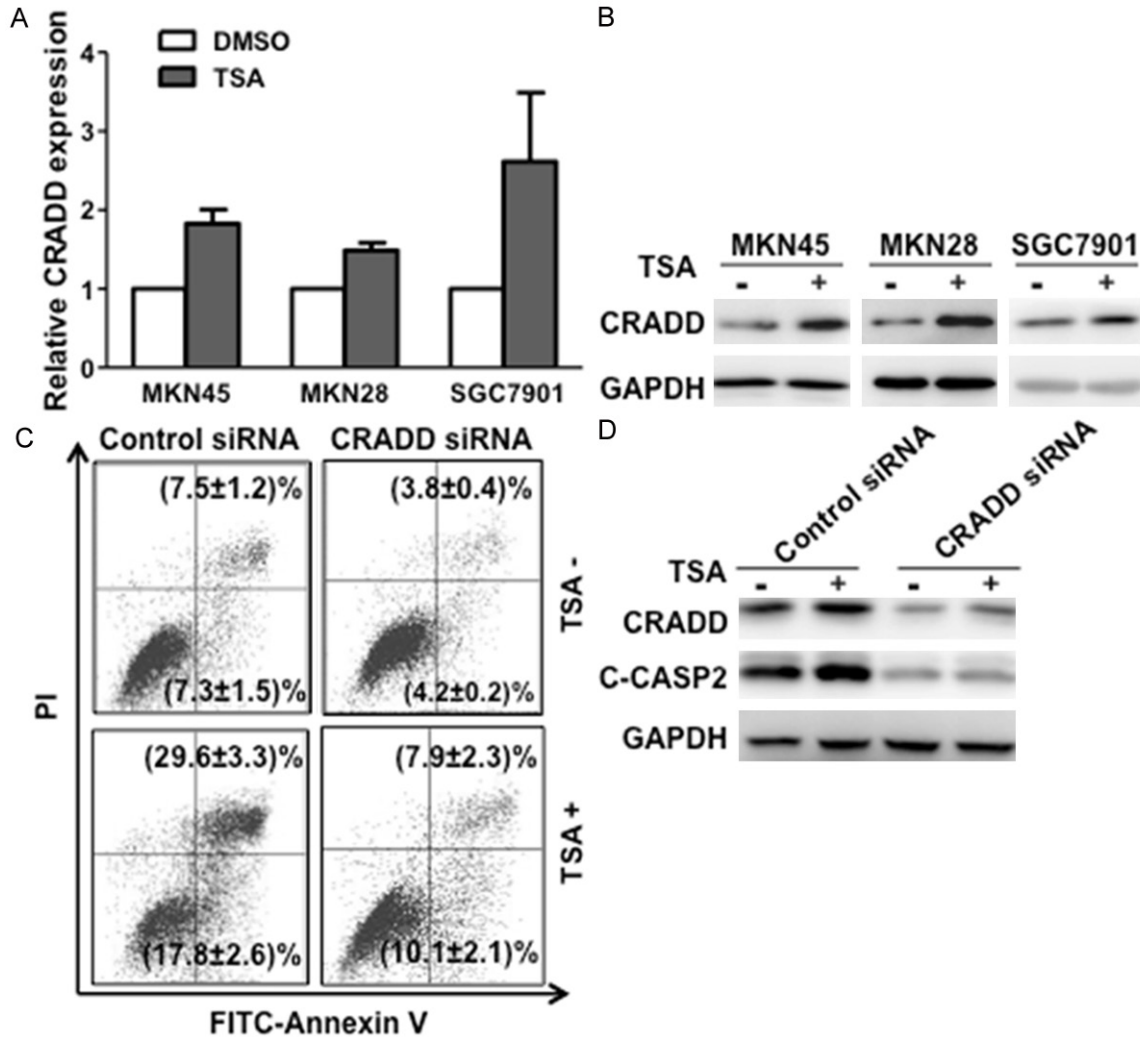 A
DMSO
TSA
Relative CRADD expression
4
3
2
1
0
MKN45 MKN28 SGC7901
B
MKN45 MKN28 SGC7901
TSA - + - + - +
CRADD
GAPDH
C
Control siRNA CRADD siRNA
(7.5±1.2)% (3.8±0.4)%
(7.3±1.5)% (4.2±0.2)%
TSA -
(29.6±3.3)% (7.9±2.3)%
(17.8±2.6)% (10.1±2.1)%
TSA +
PI
FITC-Annexin V
D
Control siRNA CRADD siRNA
TSA - + - +
CRADD
C-CASP2
GAPDH